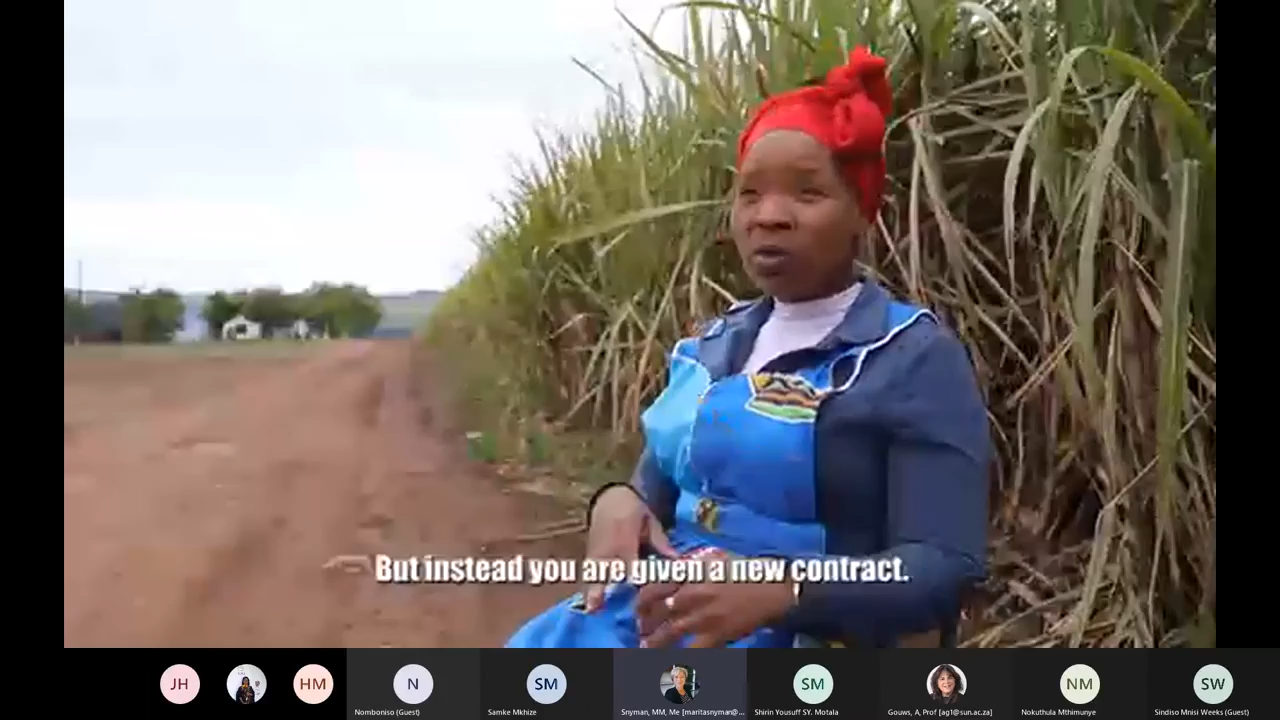 But instead you are given a new contract.
JH
HM
N
SM
SM
NM
SW
Nomboniso (Guest)
Samke Mkhize
Snyman, MM, Me [maritasnyman@...
Shirin Yousuff SY. Motala
Gouws, A, Prof [ag1@sun.ac.za]
Nokuthula Mthimunye
Sindiso Mnisi Weeks (Guest)